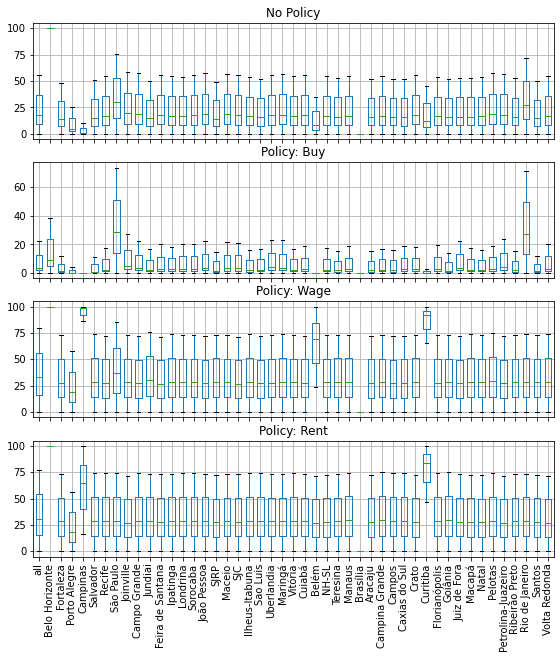 No Policy
100
75
50
25
0
Policy: Buy
60
40
20
0
Policy: Wage
100
75
50
25
0
Policy: Rent
100
75
50
25
0
all
Belo Horizonte
Fortaleza
Porto Alegre
Campinas
Salvador
Recife
São Paulo
Joinville
Campo Grande
Jundiaí
Feira de Santana
Ipatinga
Londrina
Sorocaba
João Pessoa
SJRP
Maceió
SJC
Ilheus-Itabuna
Sao Luis
Uberlandia
Maringá
Vitória
Cuiabá
Belém
NH-SL
Teresina
Manaus
Brasília
Aracaju
Campina Grande
Campos
Caxias do Sul
Crato
Curitiba
Florianópolis
Goiânia
Juiz de Fora
Macapá
Natal
Pelotas
Petrolina-Juazeiro
Ribeirão Preto
Rio de Janeiro
Santos
Volta Redonda